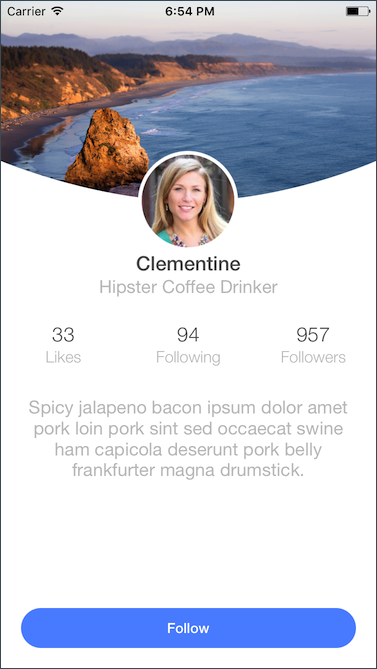 Carrier 6:54 PM
Clementine
Hipster Coffee Drinker
33 94 957
Likes Following Followers
Spicy jalapeno bacon ipsum dolor amet
pork loin pork sint sed occaecat swine
ham capicola deserunt pork belly
frankfurter magna drumstick.
Follow